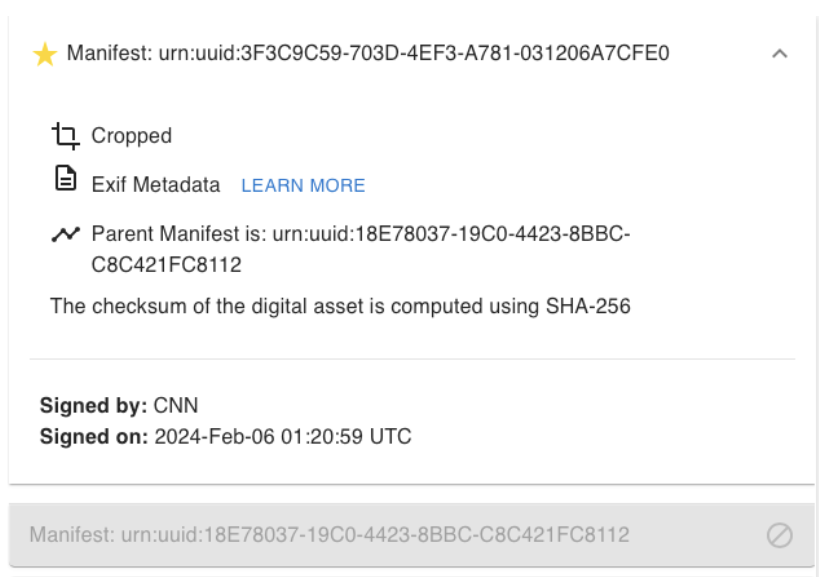 Manifest: urn:uuid:3F3C9C59-703D-4EF3-A781-031206A7CFE0
Cropped
Exif Metadata LEARN MORE
Parent Manifest is: urn:uuid:18E78037-19C0-4423-8BBC-
C8C421FC8112
The checksum of the digital asset is computed using SHA-256
Signed by: CNN
Signed on: 2024-Feb-06 01:20:59 UTC
Manifest: urn:uuid:18E78037-19C0-4423-8BBC-C8C421FC8112